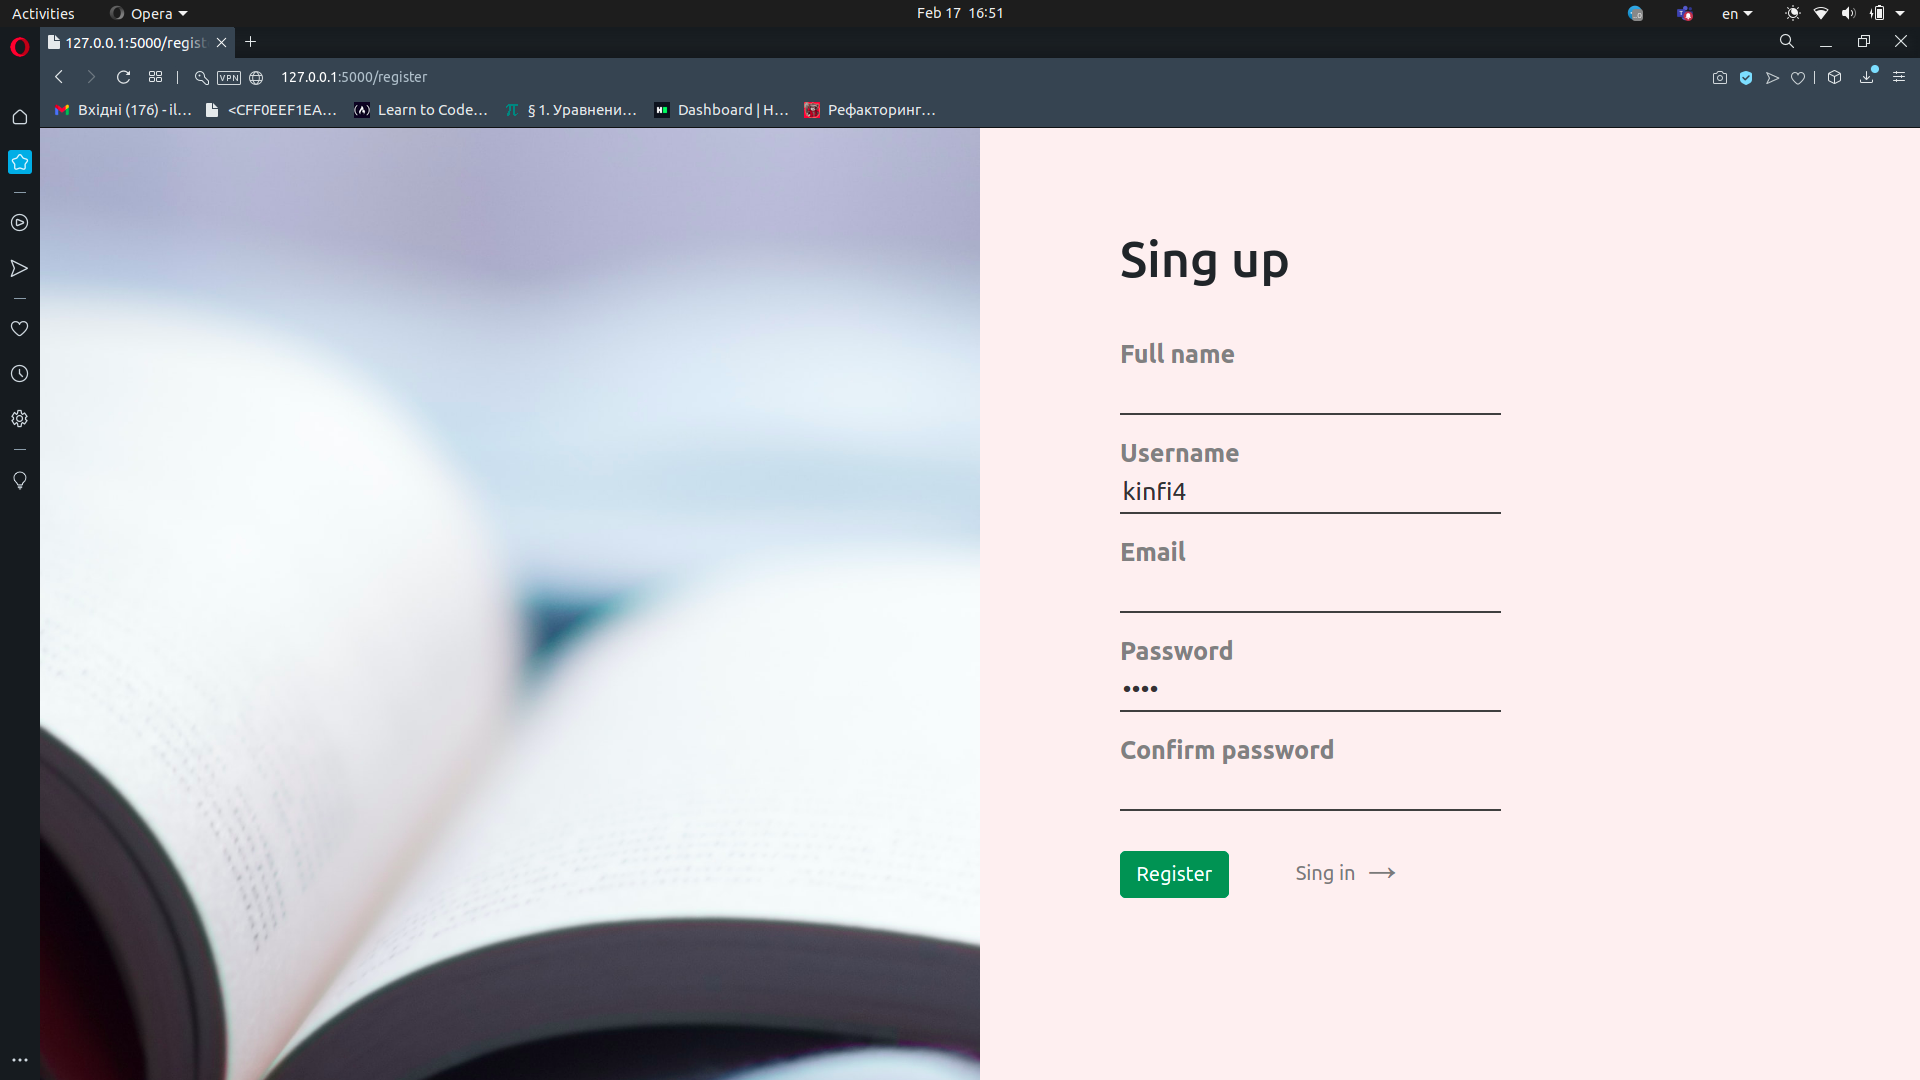 Activities
Opera
Feb 17 16:51
en
127.0.0.1:5000/regist
VPN
127.0.0.1:5000/register
Вхідні (176) - il...
<CFF0EEF1EA...
Learn to Code...
§ 1. Уравнени...
Dashboard | H...
Рефакторинг...
Sing up
Full name
Username
kinfi4
Email
Password
••••
Confirm password
Register
Sing in →